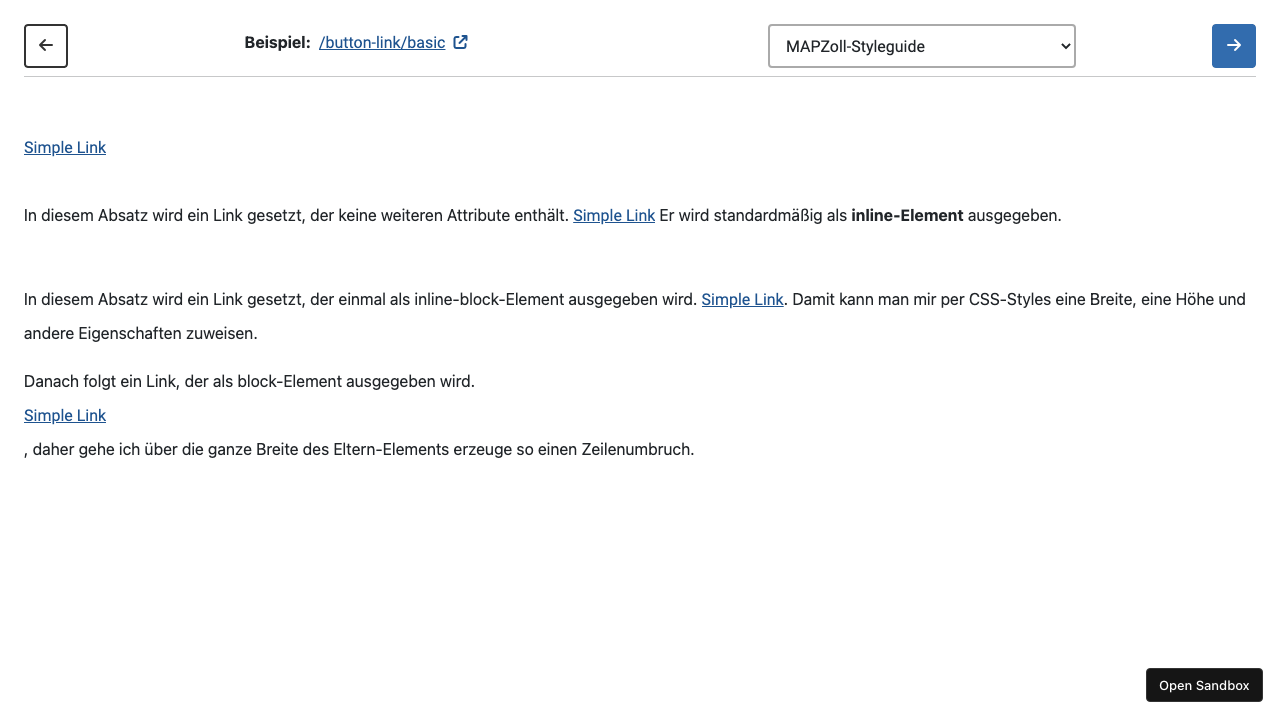 Beispiel: /button-link/basic
MAPZoll-Styleguide
Simple Link
In diesem Absatz wird ein Link gesetzt, der keine weiteren Attribute enthält. Simple Link Er wird standardmäßig als inline-Element ausgegeben.
In diesem Absatz wird ein Link gesetzt, der einmal als inline-block-Element ausgegeben wird. Simple Link. Damit kann man mir per CSS-Styles eine Breite, eine Höhe und
andere Eigenschaften zuweisen.
Danach folgt ein Link, der als block-Element ausgegeben wird.
Simple Link
, daher gehe ich über die ganze Breite des Eltern-Elements erzeuge so einen Zeilenumbruch.
Open Sandbox